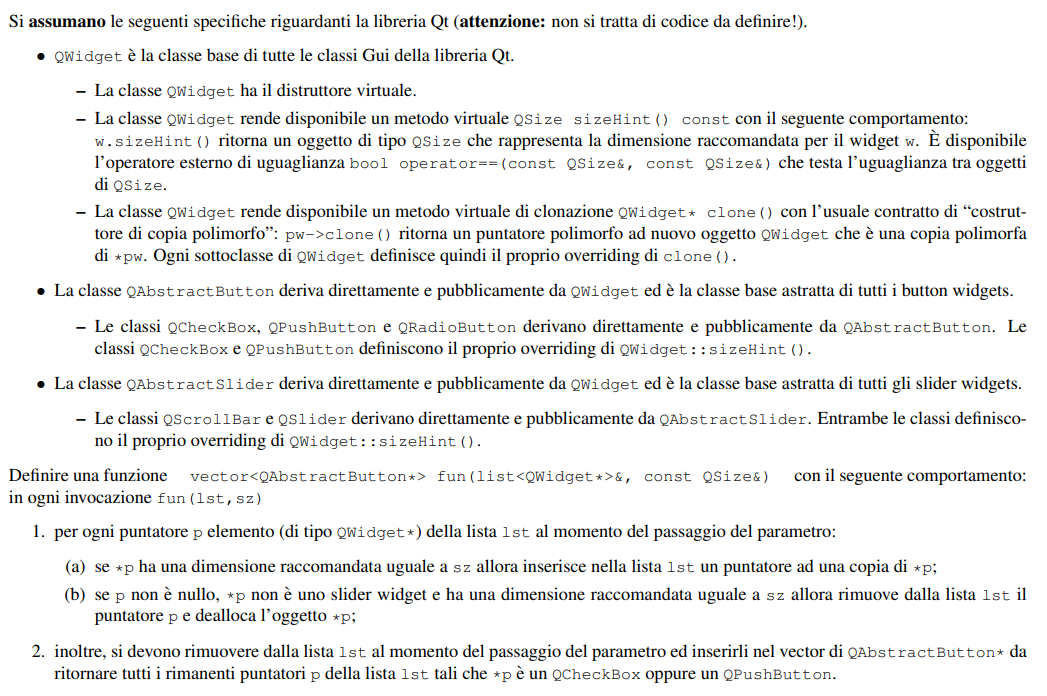 Si assumano le seguenti specifiche riguardanti la libreria Qt (attenzione: non si tratta di codice da definire!).
• QWidget è la classe base di tutte le classi Gui della libreria Qt.
– La classe QWidget ha il distruttore virtuale.
– La classe QWidget rende disponibile un metodo virtuale QSize sizeHint() const con il seguente comportamento:
w.sizeHint() ritorna un oggetto di tipo QSize che rappresenta la dimensione raccomandata per il widget w. È disponibile
l'operatore esterno di uguaglianza bool operator==(const QSize&, const QSize&) che testa l'uguaglianza tra oggetti
di QSize.
– La classe QWidget rende disponibile un metodo virtuale di clonazione QWidget* clone() con l'usuale contratto di “costrut-
tore di copia polimorfo”: pw->clone() ritorna un puntatore polimorfo ad nuovo oggetto QWidget che è una copia polimorfa
di *pw. Ogni sottoclasse di QWidget definisce quindi il proprio overriding di clone().
• La classe QAbstractButton deriva direttamente e pubblicamente da QWidget ed è la classe base astratta di tutti i button widgets.
– Le classi QCheckBox, QPushButton e QRadioButton derivano direttamente e pubblicamente da QAbstractButton. Le
classi QCheckBox e QPushButton definiscono il proprio overriding di QWidget::sizeHint().
• La classe QAbstractSlider deriva direttamente e pubblicamente da QWidget ed è la classe base astratta di tutti gli slider widgets.
– Le classi QScrollBar e QSlider derivano direttamente e pubblicamente da QAbstractSlider. Entrambe le classi definisco-
no il proprio overriding di QWidget::sizeHint().
Definire una funzione vector<QAbstractButton*> fun(list<QWidget*>&, const QSize&) con il seguente comportamento:
in ogni invocazione fun(lst,sz)
1. per ogni puntatore p elemento (di tipo QWidget*) della lista lst al momento del passaggio del parametro:
(a) se *p ha una dimensione raccomandata uguale a sz allora inserisce nella lista lst un puntatore ad una copia di *p;
(b) se p non è nullo, *p non è uno slider widget e ha una dimensione raccomandata uguale a sz allora rimuove dalla lista lst il
puntatore p e dealloca l'oggetto *p;
2. inoltre, si devono rimuovere dalla lista lst al momento del passaggio del parametro ed inserirli nel vector di QAbstractButton* da
ritornare tutti i rimanenti puntatori p della lista lst tali che *p è un QCheckBox oppure un QPushButton.